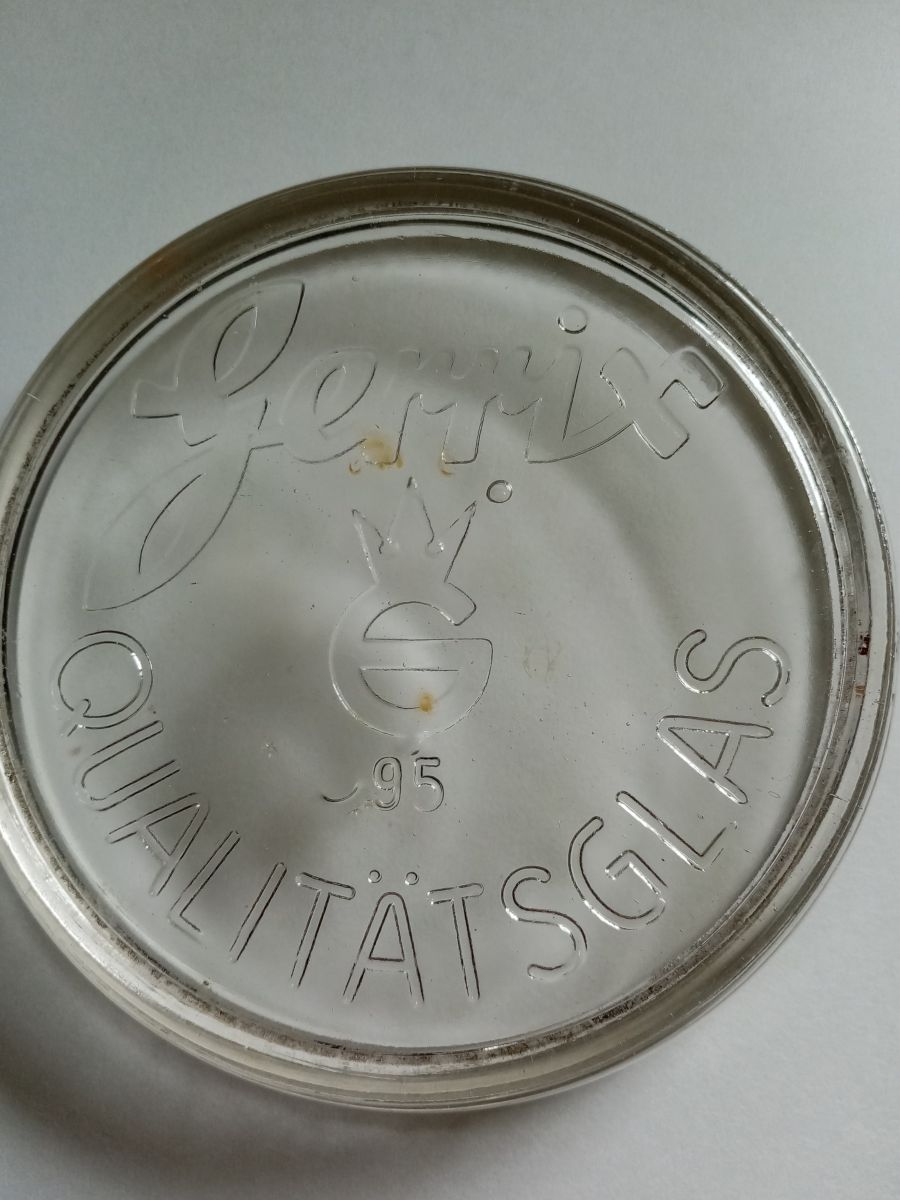 Gerrix
G
95
QUALITÄTSGLAS